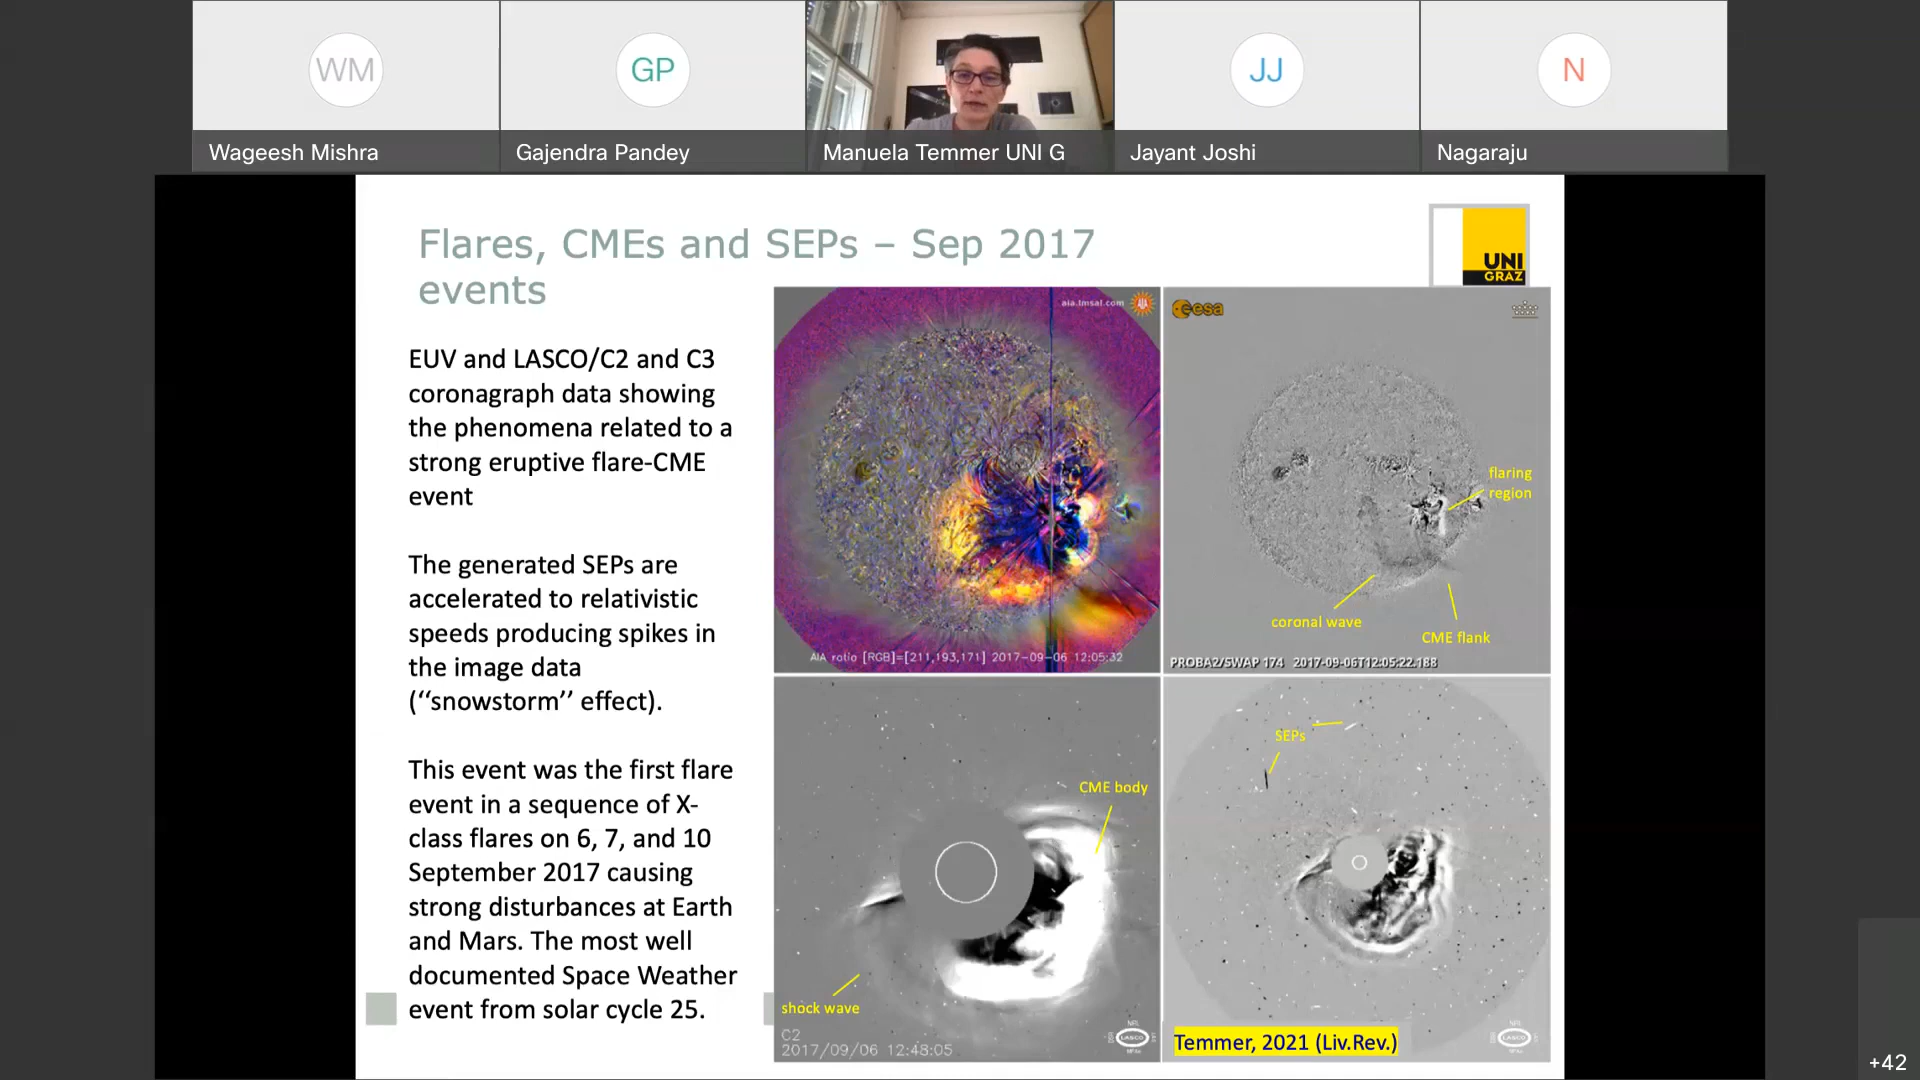 WM
GP
JJ
N
Wageesh Mishra
Gajendra Pandey
Manuela Temmer UNI G
Jayant Joshi
Nagaraju
Flares, CMEs and SEPs – Sep 2017
events
UNI
GRAZ
EUV and LASCO/C2 and C3
coronagraph data showing
the phenomena related to a
strong eruptive flare-CME
event
The generated SEPs are
accelerated to relativistic
speeds producing spikes in
the image data
(‘‘snowstorm’’ effect).
This event was the first flare
event in a sequence of X-
class flares on 6, 7, and 10
September 2017 causing
strong disturbances at Earth
and Mars. The most well
documented Space Weather
event from solar cycle 25.
aia.lmsal.com
AIA
AIA ratio [RGB]=[211,193,171] 2017-09-06 12:05:32
esa
flaring
region
coronal wave
CME flank
PROBA2/SWAP 174 2017-09-06T12:05:22.188
CME body
shock wave
C2
2017/09/06 12:48:05
LASCO
SEPs
Temmer, 2021 (Liv.Rev.)
LASCO
+42